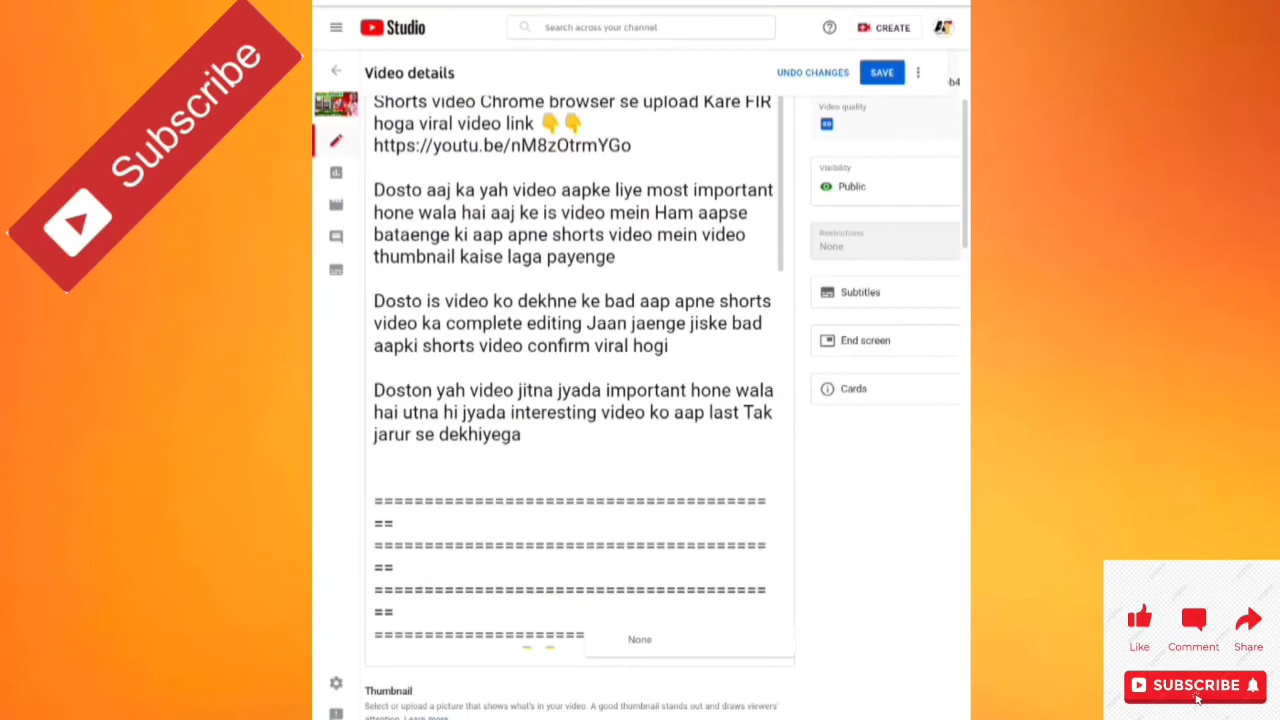 Subscribe
Studio
Search across your channel
CREATE
Video details
UNDO CHANGES
SAVE
Shorts video Chrome browser se upload Kare FIR
hoga viral video link 👇👇
https://youtu.be/nM8zOtrmYGo
Dosto aaj ka yah video aapke liye most important
hone wala hai aaj ke is video mein Ham aapse
bataenge ki aap apne shorts video mein video
thumbnail kaise laga payenge
Dosto is video ko dekhne ke bad aap apne shorts
video ka complete editing Jaan jaenge jiske bad
aapki shorts video confirm viral hogi
Doston yah video jitna jyada important hone wala
hai utna hi jyada interesting video ko aap last Tak
jarur se dekhiyega
=======================================
==
=======================================
==
=======================================
==
=====================
None
Thumbnail
Select or upload a picture that shows what's in your video. A good thumbnail stands out and draws viewers'
attention. Learn more
b4
Video quality
Visibility
Public
Restrictions
None
Subtitles
End screen
Cards
Like
Comment
Share
SUBSCRIBE